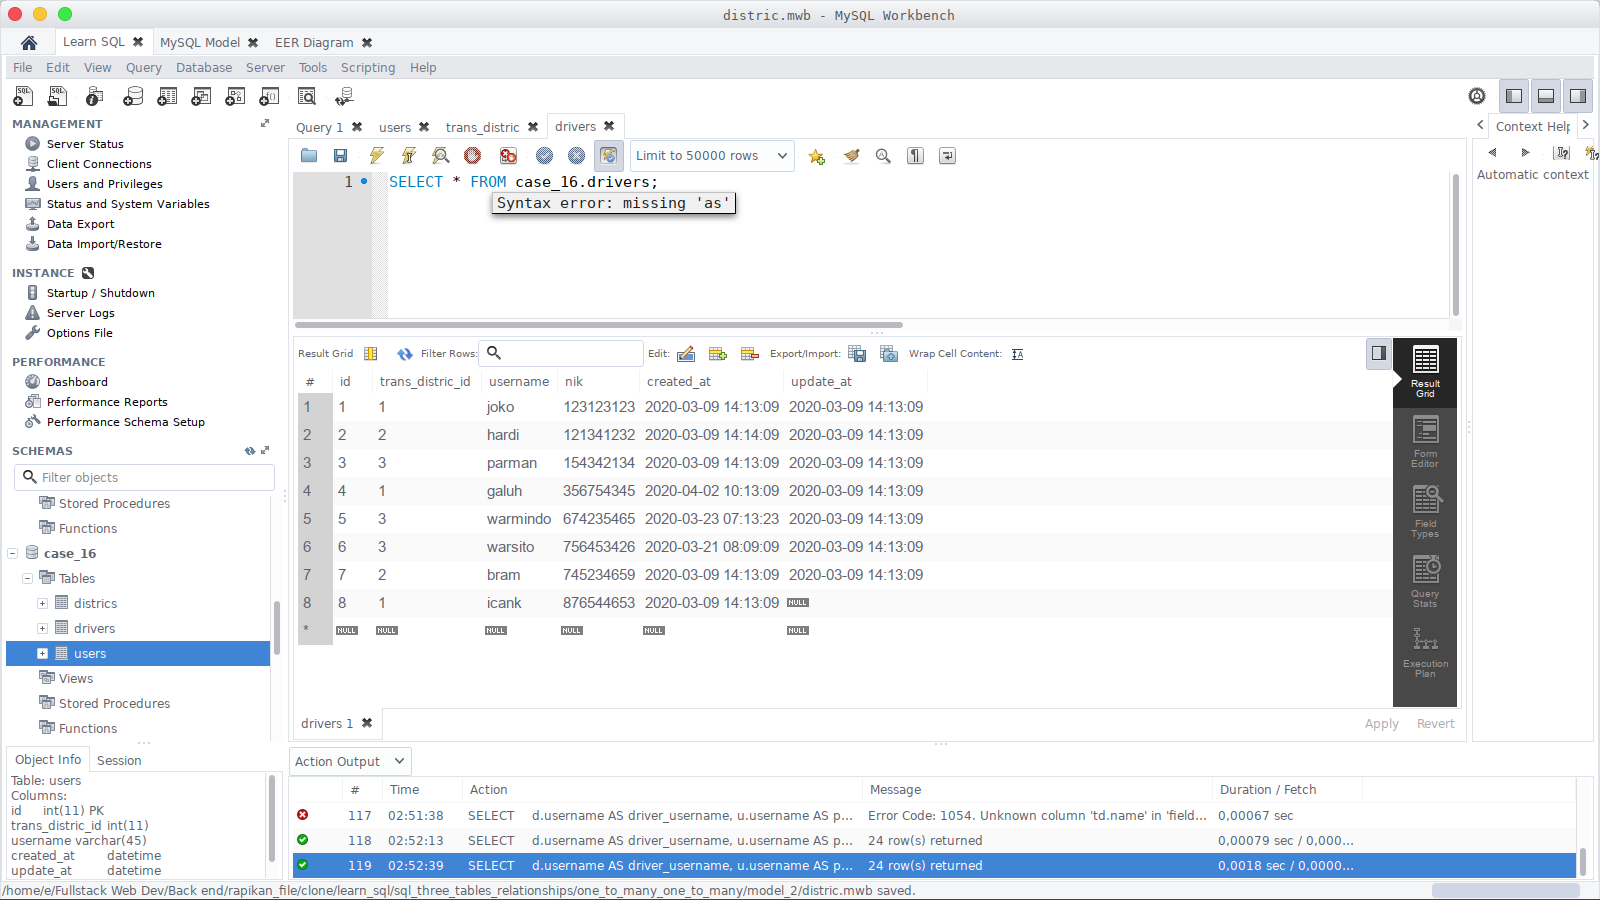 distric.mwb - MySQL Workbench
Learn SQL MySQL Model EER Diagram
File Edit View Query Database Server Tools Scripting Help
MANAGEMENT
Server Status
Client Connections
Users and Privileges
Status and System Variables
Data Export
Data Import/Restore
INSTANCE
Startup / Shutdown
Server Logs
Options File
PERFORMANCE
Dashboard
Performance Reports
Performance Schema Setup
SCHEMAS
Filter objects
Stored Procedures
Functions
case_16
Tables
districs
drivers
users
Views
Stored Procedures
Functions
Object Info Session
Table: users
Columns:
id int(11) PK
trans_distric_id int(11)
username varchar(45)
created_at datetime
update_at datetime
Query 1 users trans_distric drivers
Limit to 50000 rows
1 SELECT * FROM case_16.drivers;
Syntax error: missing 'as'
Result Grid Filter Rows: Edit: Export/Import: Wrap Cell Content:
# id trans_distric_id username nik created_at update_at
1 1 1 joko 123123123 2020-03-09 14:13:09 2020-03-09 14:13:09
2 2 2 hardi 121341232 2020-03-09 14:14:09 2020-03-09 14:13:09
3 3 3 parman 154342134 2020-03-09 14:13:09 2020-03-09 14:13:09
4 4 1 galuh 356754345 2020-04-02 10:13:09 2020-03-09 14:13:09
5 5 3 warmindo 674235465 2020-03-23 07:13:23 2020-03-09 14:13:09
6 6 3 warsito 756453426 2020-03-21 08:09:09 2020-03-09 14:13:09
7 7 2 bram 745234659 2020-03-09 14:13:09 2020-03-09 14:13:09
8 8 1 icank 876544653 2020-03-09 14:13:09 NULL
* NULL NULL NULL NULL NULL NULL
Result
Grid
Form
Editor
Field
Types
Query
Stats
Execution
Plan
drivers 1 Apply Revert
Context Help
Automatic context
Action Output
# Time Action Message Duration / Fetch
117 02:51:38 SELECT d.username AS driver_username, u.username AS p... Error Code: 1054. Unknown column 'td.name' in 'field... 0,00067 sec
118 02:52:13 SELECT d.username AS driver_username, u.username AS p... 24 row(s) returned 0,00079 sec / 0,000...
119 02:52:39 SELECT d.username AS driver_username, u.username AS p... 24 row(s) returned 0,0018 sec / 0,0000...
/home/e/Fullstack Web Dev/Back end/rapikan_file/clone/learn_sql/sql_three_tables_relationships/one_to_many_one_to_many/model_2/distric.mwb saved.